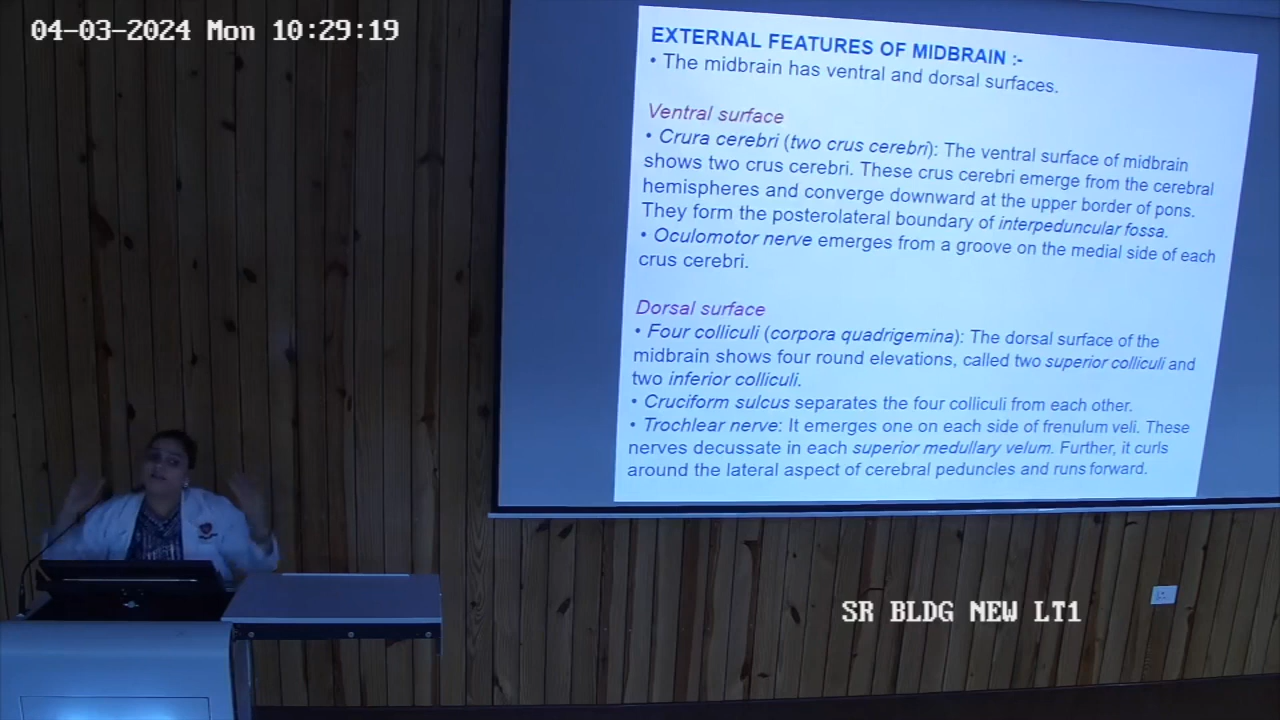 04-03-2024 Mon 10:29:19
EXTERNAL FEATURES OF MIDBRAIN :-
• The midbrain has ventral and dorsal surfaces.
Ventral surface
• Crura cerebri (two crus cerebri): The ventral surface of midbrain
shows two crus cerebri. These crus cerebri emerge from the cerebral
hemispheres and converge downward at the upper border of pons.
They form the posterolateral boundary of interpeduncular fossa.
• Oculomotor nerve emerges from a groove on the medial side of each
crus cerebri.
Dorsal surface
• Four colliculi (corpora quadrigemina): The dorsal surface of the
midbrain shows four round elevations, called two superior colliculi and
two inferior colliculi.
• Cruciform sulcus separates the four colliculi from each other.
• Trochlear nerve: It emerges one on each side of frenulum veli. These
nerves decussate in each superior medullary velum. Further, it curls
around the lateral aspect of cerebral peduncles and runs forward.
SR BLDG NEW LT1